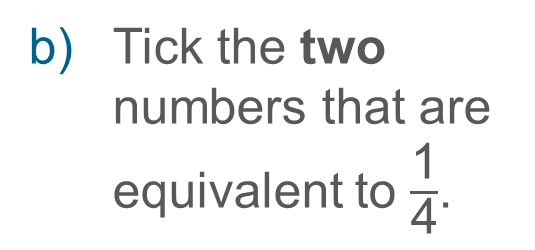 b) Tick the two
numbers that are
equivalent to 1/4.